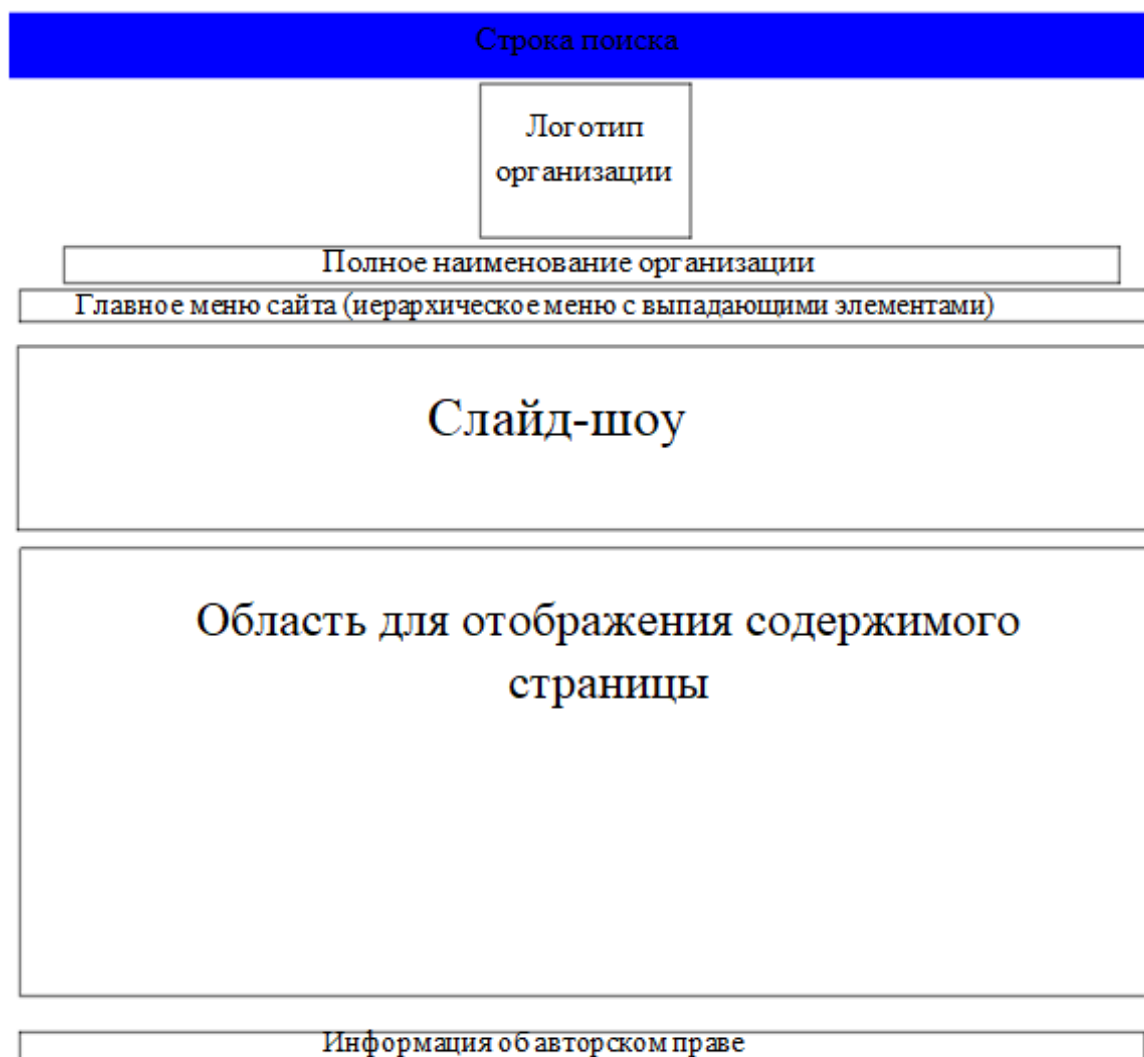 Строка поиска
Логотип
организации
Полное наименование организации
Главное меню сайта (иерархическое меню с выпадающими элементами)
Слайд-шоу
Область для отображения содержимого
страницы
Информация об авторском праве